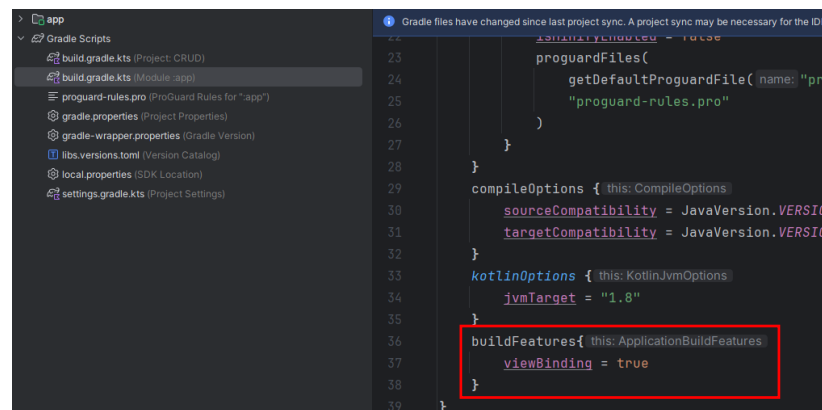 app
Gradle Scripts
build.gradle.kts (Project: CRUD)
build.gradle.kts (Module :app)
proguard-rules.pro (ProGuard Rules for ":app")
gradle.properties (Project Properties)
gradle-wrapper.properties (Gradle Version)
libs.versions.toml (Version Catalog)
local.properties (SDK Location)
settings.gradle.kts (Project Settings)
Gradle files have changed since last project sync. A project sync may be necessary for the ID
22 isMinifyEnabled = false
23 proguardFiles(
24 getDefaultProguardFile( name: "pr
25 "proguard-rules.pro"
26 )
27 }
28 }
29 compileOptions { this: CompileOptions
30 sourceCompatibility = JavaVersion.VERSIO
31 targetCompatibility = JavaVersion.VERSIO
32 }
33 kotlinOptions { this: KotlinJvmOptions
34 jvmTarget = "1.8"
35 }
36 buildFeatures{ this: ApplicationBuildFeatures
37 viewBinding = true
38 }
39 }